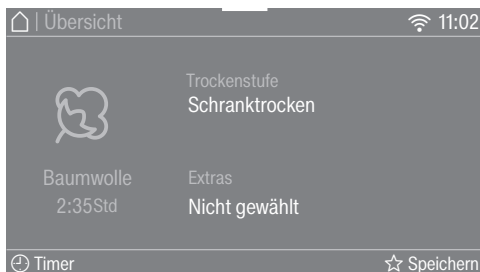 | Übersicht
11:02
Trockenstufe
Schranktrocken
Baumwolle
2:35Std
Extras
Nicht gewählt
Timer
Speichern